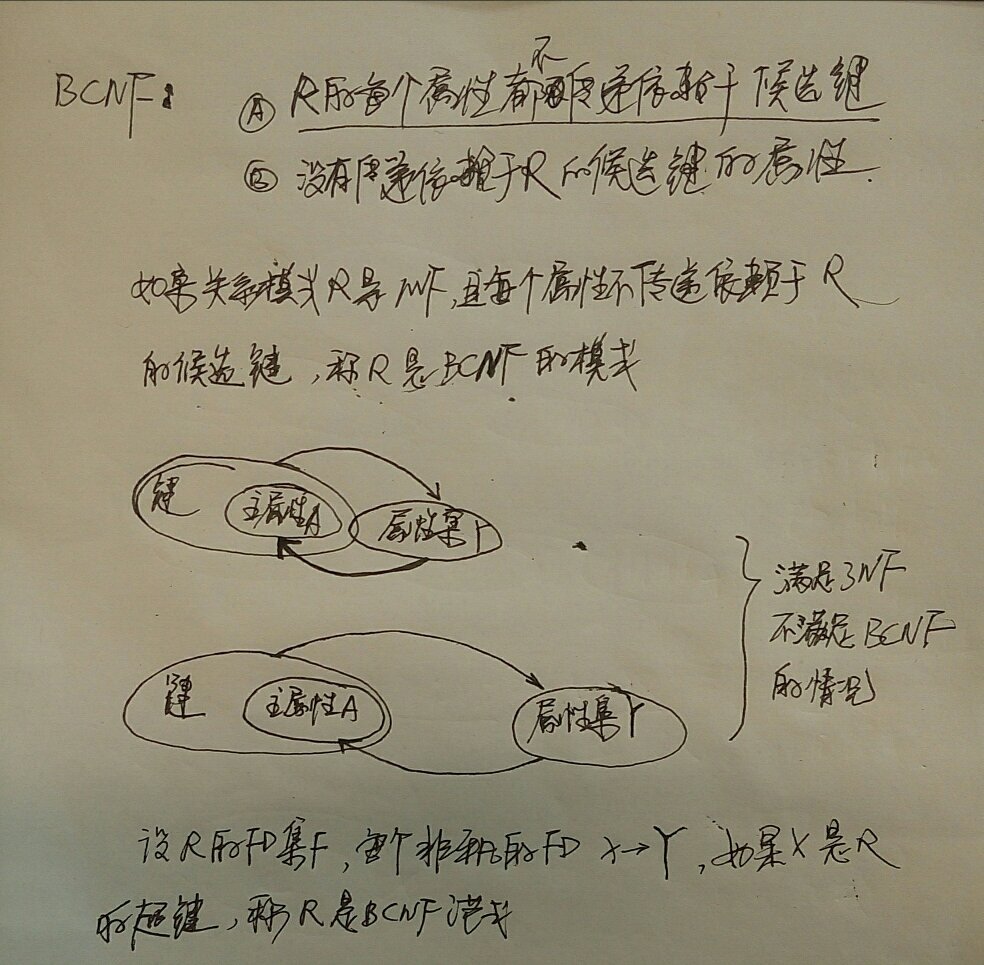 BCNF:
Ⓐ R的每个属性都不传递依赖于候选键
Ⓑ 没有传递依赖于R的候选键的属性.
如果关系模式R是1NF,且每个属性不传递依赖于R
的候选键,称R是BCNF的模式
键
主属性A
属性集Y
满足3NF
不满足BCNF
的情况
键
主属性A
属性集Y
设R的FD集F,每个非平凡的FD X→Y,如果X是R
的超键,称R是BCNF范式